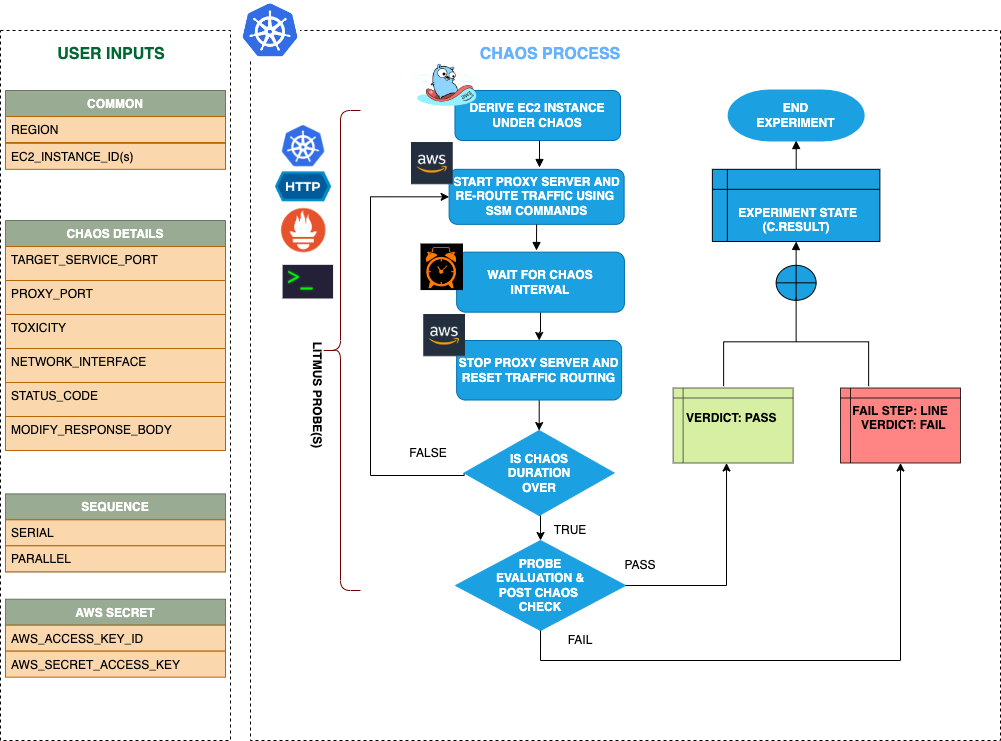 USER INPUTS
COMMON
REGION
EC2_INSTANCE_ID(s)
CHAOS DETAILS
TARGET_SERVICE_PORT
PROXY_PORT
TOXICITY
NETWORK_INTERFACE
STATUS_CODE
MODIFY_RESPONSE_BODY
SEQUENCE
SERIAL
PARALLEL
AWS SECRET
AWS_ACCESS_KEY_ID
AWS_SECRET_ACCESS_KEY
CHAOS PROCESS
HTTP
>_
LITMUS PROBE(S)
DERIVE EC2 INSTANCE
UNDER CHAOS
aws
START PROXY SERVER AND
RE-ROUTE TRAFFIC USING
SSM COMMANDS
WAIT FOR CHAOS
INTERVAL
aws
STOP PROXY SERVER AND
RESET TRAFFIC ROUTING
FALSE
IS CHAOS
DURATION
OVER
TRUE
PROBE
EVALUATION &
POST CHAOS
CHECK
PASS
FAIL
VERDICT: PASS
FAIL STEP: LINE
VERDICT: FAIL
EXPERIMENT STATE
(C.RESULT)
END
EXPERIMENT